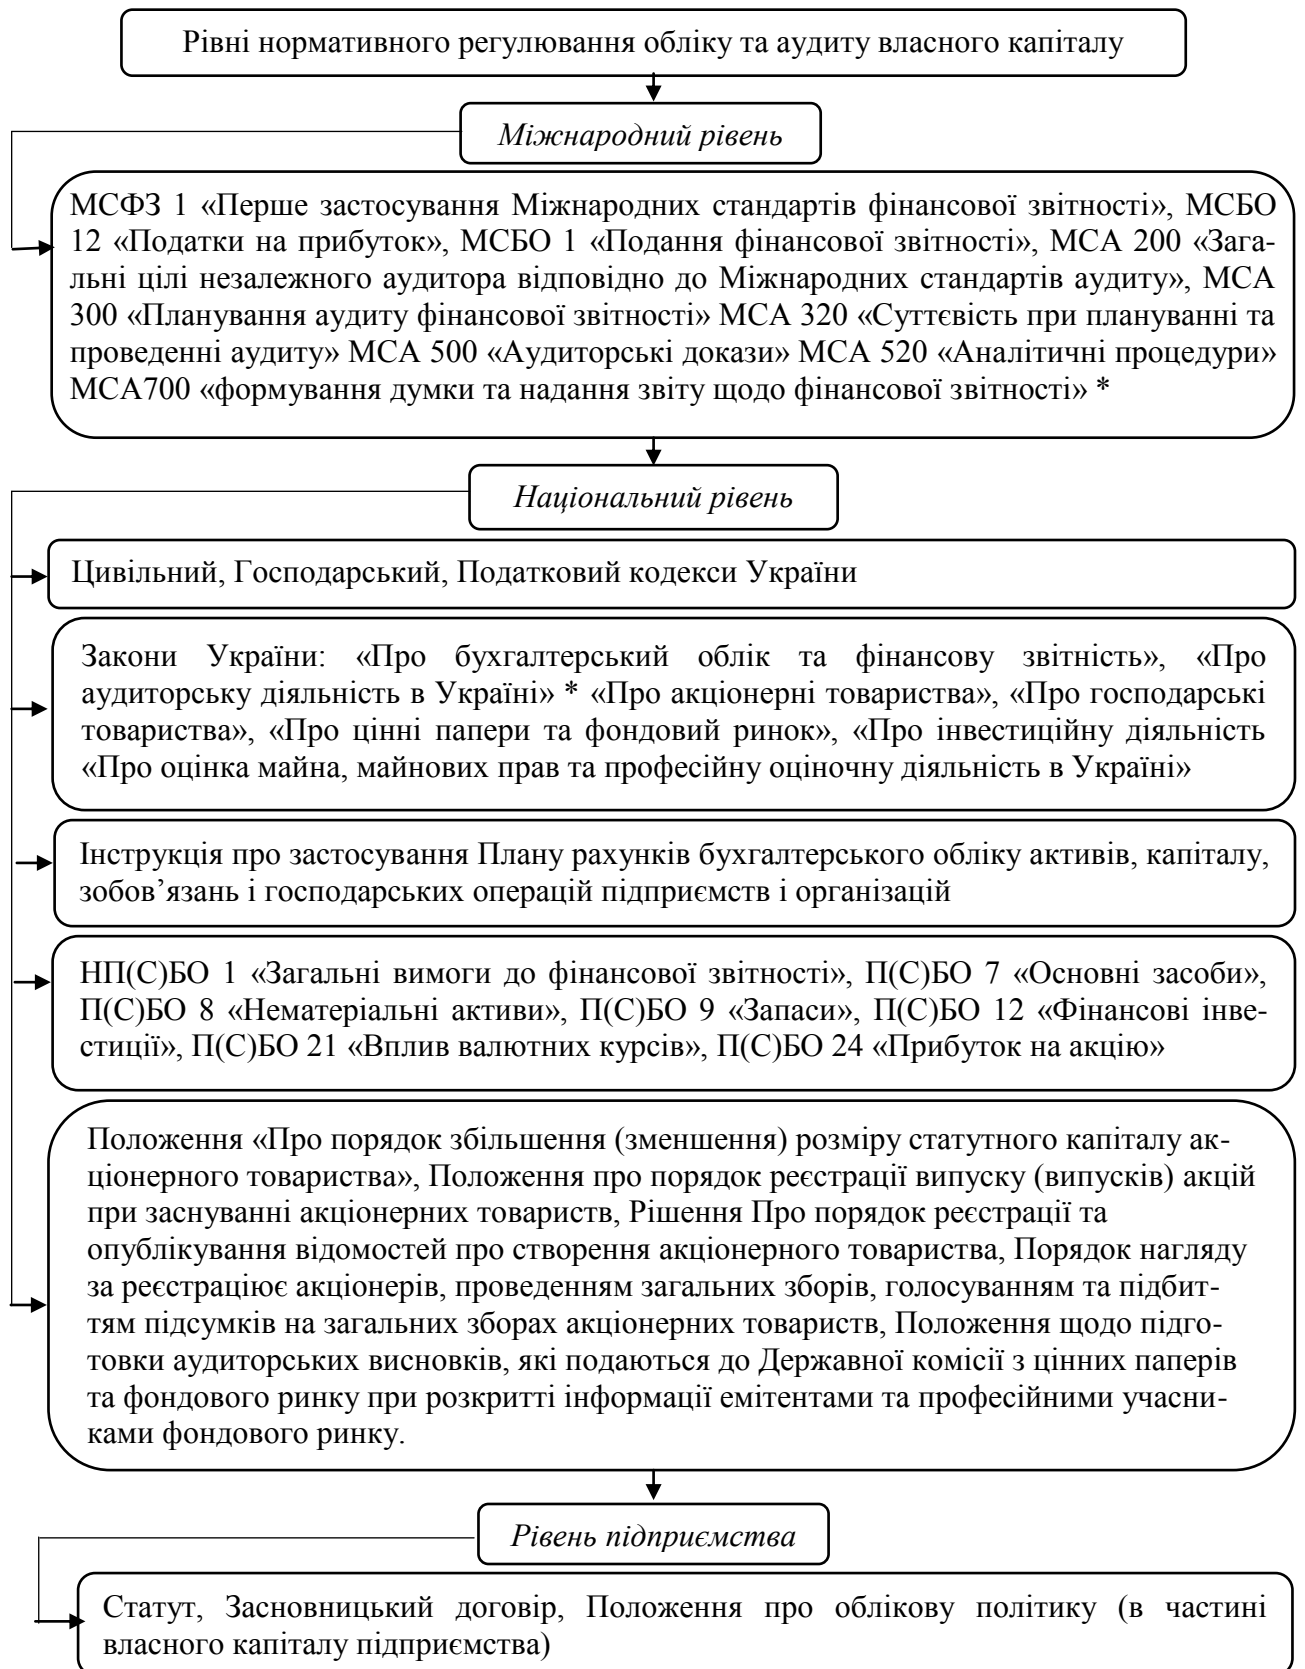 Рівні нормативного регулювання обліку та аудиту власного капіталу
Міжнародний рівень
МСФЗ 1 «Перше застосування Міжнародних стандартів фінансової звітності», МСБО
12 «Податки на прибуток», МСБО 1 «Подання фінансової звітності», МСА 200 «Зага-
льні цілі незалежного аудитора відповідно до Міжнародних стандартів аудиту», МСА
300 «Планування аудиту фінансової звітності» МСА 320 «Суттєвість при плануванні та
проведенні аудиту» МСА 500 «Аудиторські докази» МСА 520 «Аналітичні процедури»
МСА700 «формування думки та надання звіту щодо фінансової звітності» *
Національний рівень
Цивільний, Господарський, Податковий кодекси України
Закони України: «Про бухгалтерський облік та фінансову звітність», «Про
аудиторську діяльність в Україні» * «Про акціонерні товариства», «Про господарські
товариства», «Про цінні папери та фондовий ринок», «Про інвестиційну діяльність
«Про оцінка майна, майнових прав та професійну оціночну діяльність в Україні»
Інструкція про застосування Плану рахунків бухгалтерського обліку активів, капіталу,
зобов’язань і господарських операцій підприємств і організацій
НП(С)БО 1 «Загальні вимоги до фінансової звітності», П(С)БО 7 «Основні засоби»,
П(С)БО 8 «Нематеріальні активи», П(С)БО 9 «Запаси», П(С)БО 12 «Фінансові інве-
стиції», П(С)БО 21 «Вплив валютних курсів», П(С)БО 24 «Прибуток на акцію»
Положення «Про порядок збільшення (зменшення) розміру статутного капіталу ак-
ціонерного товариства», Положення про порядок реєстрації випуску (випусків) акцій
при заснуванні акціонерних товариств, Рішення Про порядок реєстрації та
опублікування відомостей про створення акціонерного товариства, Порядок нагляду
за реєстраціює акціонерів, проведенням загальних зборів, голосуванням та підбит-
тям підсумків на загальних зборах акціонерних товариств, Положення щодо підго-
товки аудиторських висновків, які подаються до Державної комісії з цінних паперів
та фондового ринку при розкритті інформації емітентами та професійними учасни-
ками фондового ринку.
Рівень підприємства
Статут, Засновницький договір, Положення про облікову політику (в частині
власного капіталу підприємства)